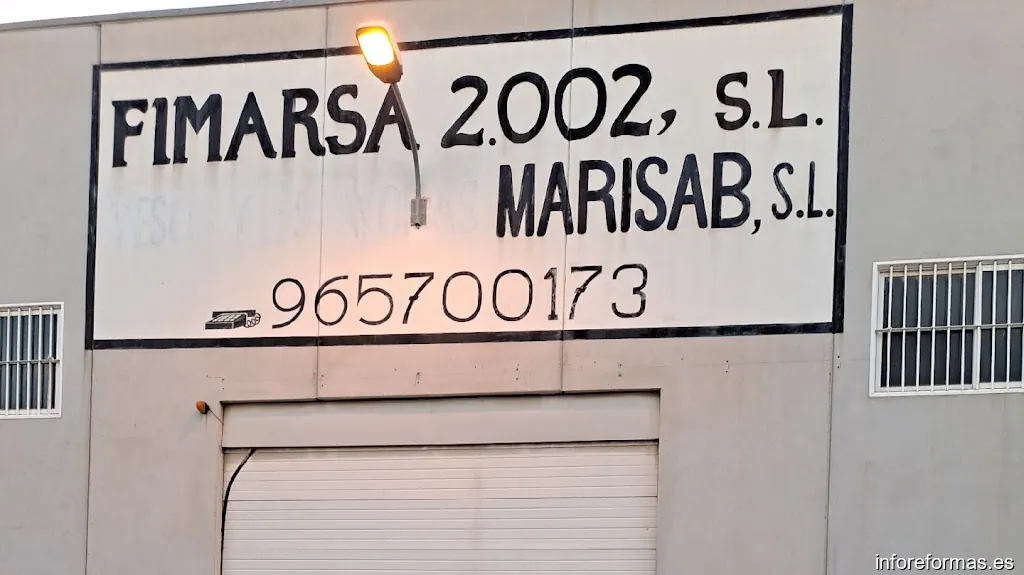 FIMARSA 2.002, S.L.
MARISAB, S.L.
965700173
inforeformas.es